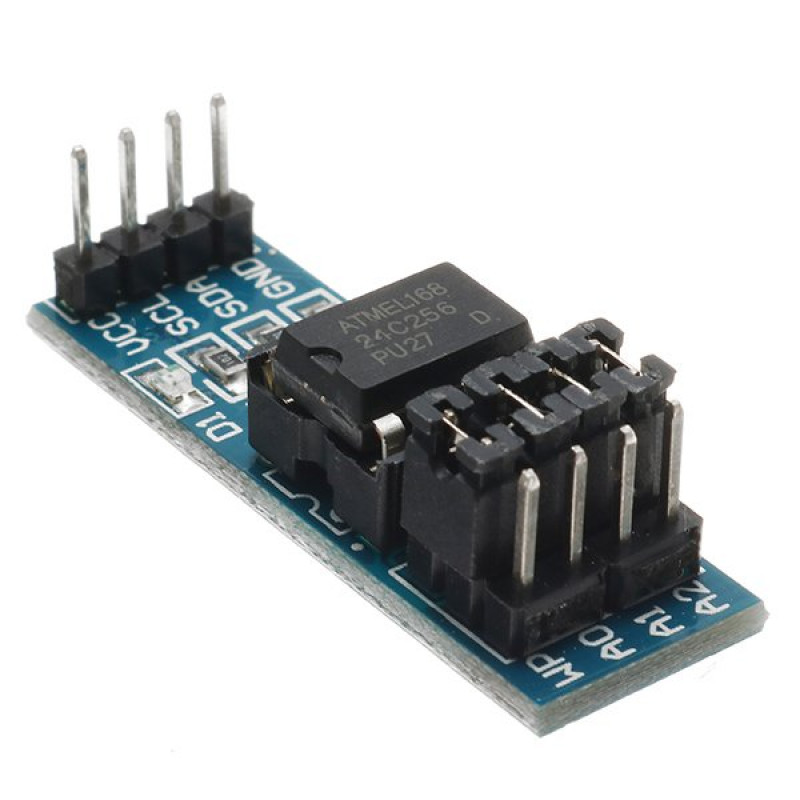 VCC
SCL
SDA
GND
D1
ATMEL168
24C256
PU27 D
WP
A0
A1
A2